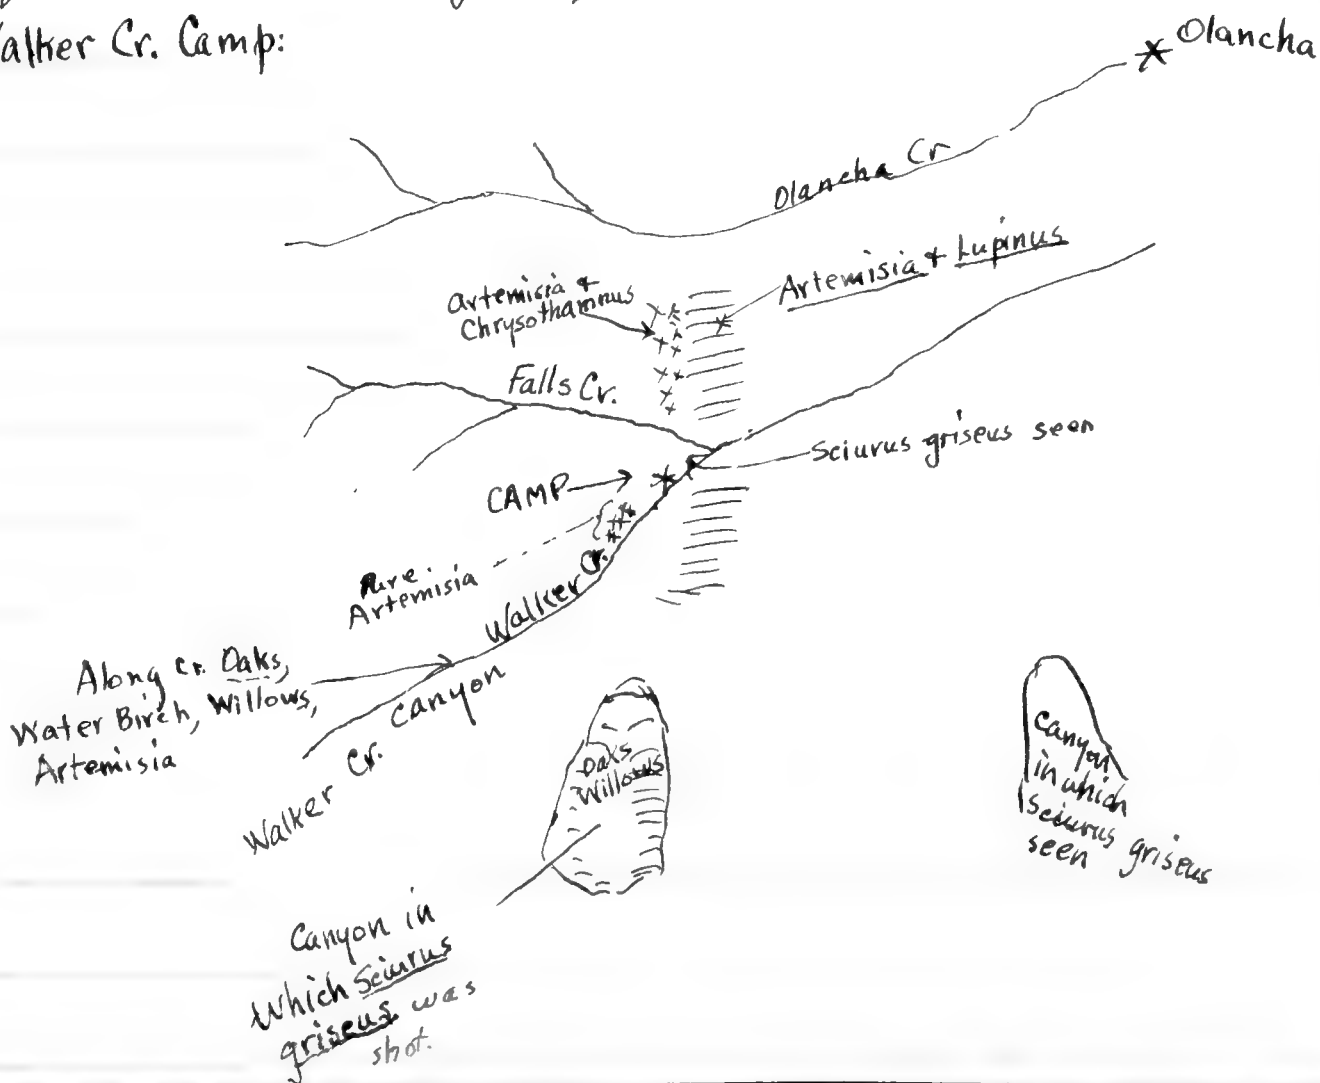 alker Cr. Camp:
Olancha
Olancha Cr
Artemisia + Lupinus
Artemisia +
Chrysothamnus
Falls Cr.
Sciurus griseus seen
CAMP
Pure
Artemisia
Walker Cr.
Along Cr. Oaks,
Water Birch, Willows,
Artemisia
Walker Cr. Canyon
Oaks
Willows
Canyon
in which
Sciurus griseus
seen
Canyon in
Which Sciurus
griseus was
shot.